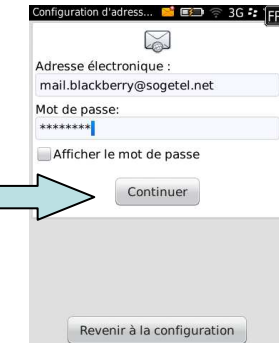 Configuration d'adress... 3G
FR
Adresse électronique :
mail.blackberry@sogetel.net
Mot de passe:
********
Afficher le mot de passe
Continuer
Revenir à la configuration